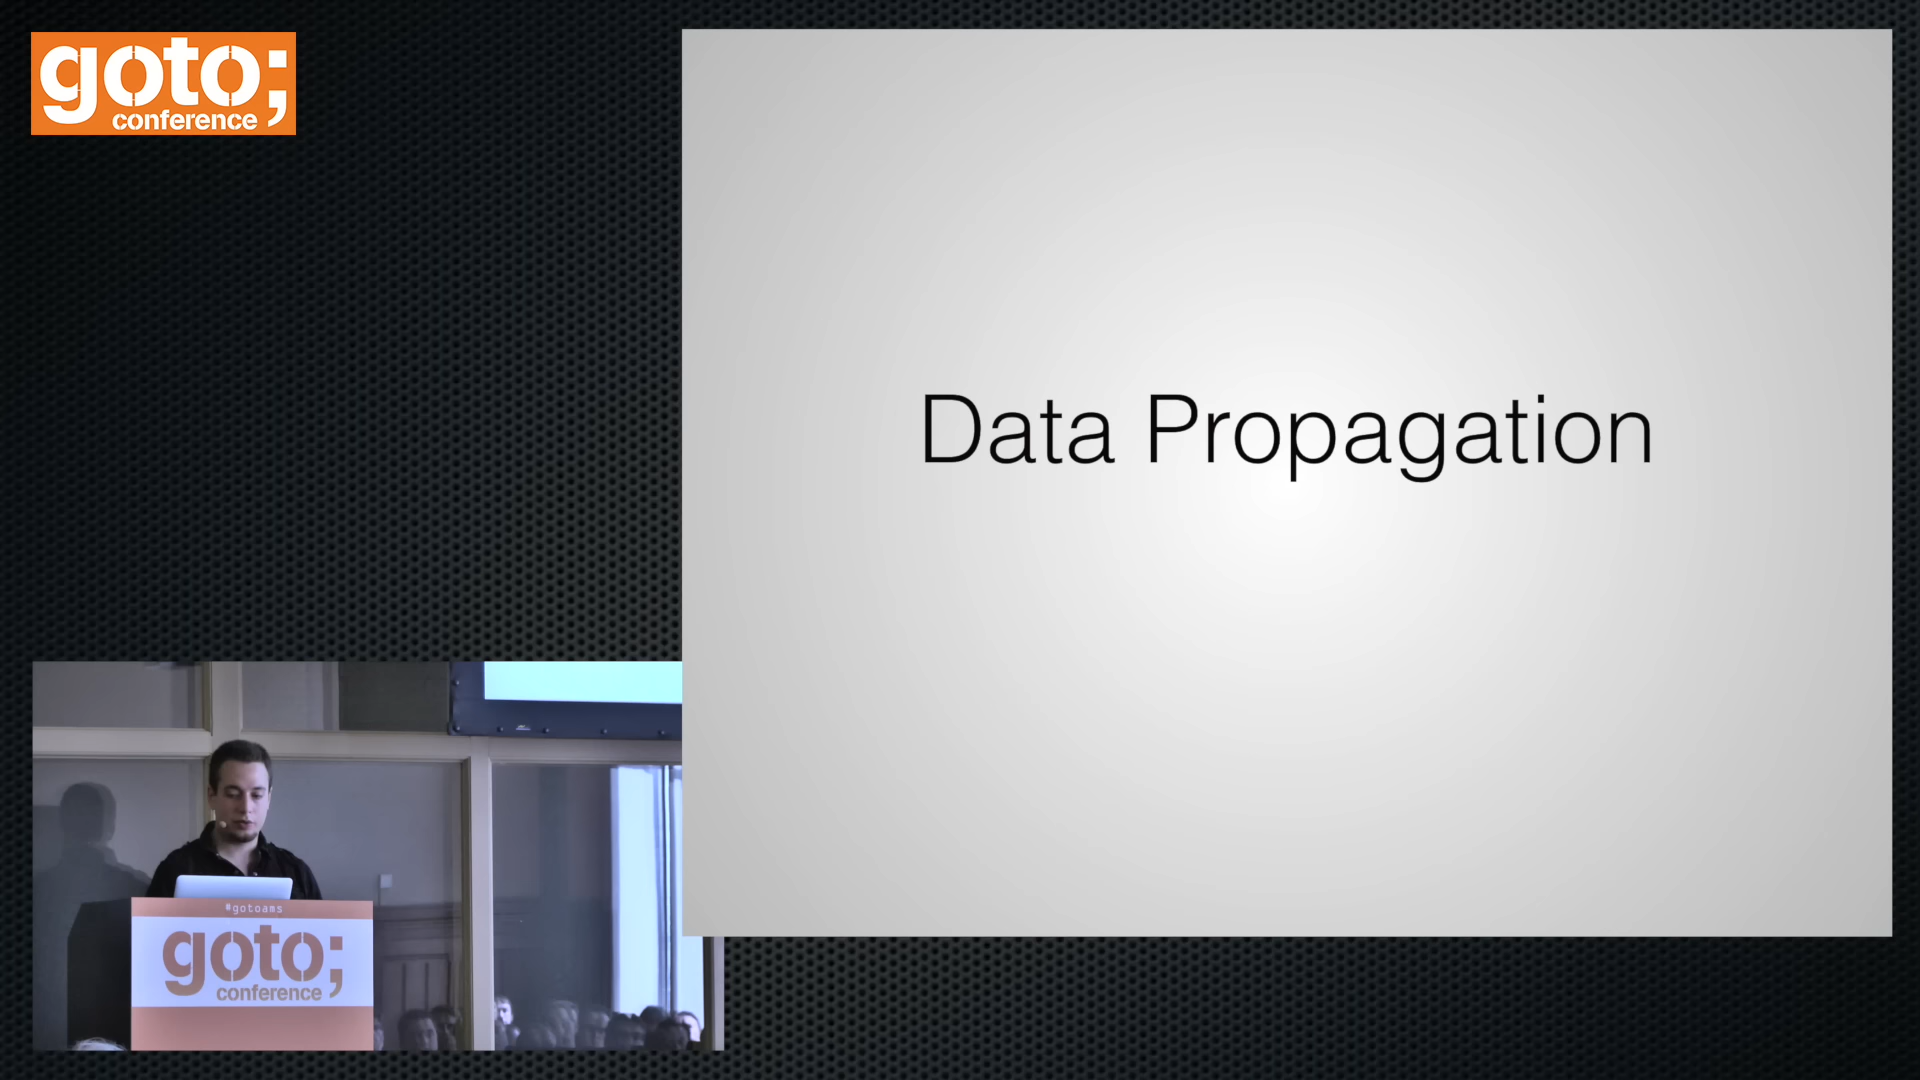 goto;
conference
Data Propagation
#gotoams
goto;
conference